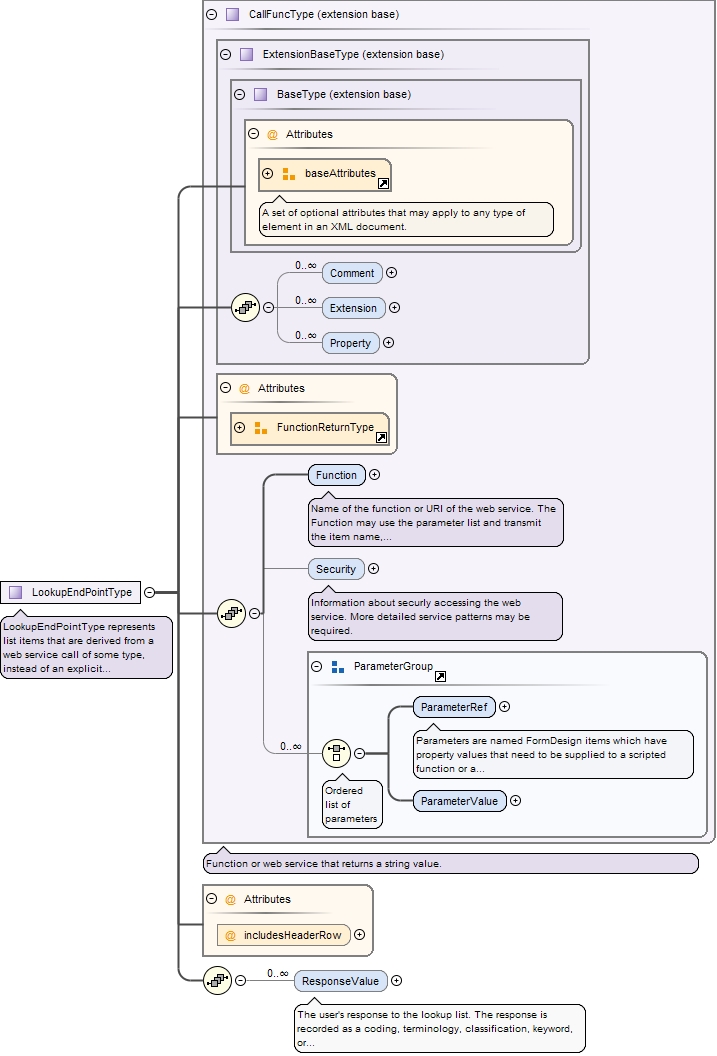 CallFuncType (extension base)
ExtensionBaseType (extension base)
BaseType (extension base)
@ Attributes
baseAttributes
A set of optional attributes that may apply to any type of
element in an XML document.
0..∞
Comment
0..∞
Extension
0..∞
Property
@ Attributes
FunctionReturnType
Function
Name of the function or URI of the web service. The
Function may use the parameter list and transmit
the item name,...
Security
Information about securly accessing the web
service. More detailed service patterns may be
required.
LookupEndPointType
LookupEndPointType represents
list items that are derived from a
web service call of some type,
instead of an explicit...
ParameterGroup
ParameterRef
Parameters are named FormDesign items which have
property values that need to be supplied to a scripted
function or a...
0..∞
Ordered
list of
parameters
ParameterValue
Function or web service that returns a string value.
@ Attributes
@ includesHeaderRow
0..∞
ResponseValue
The user's response to the lookup list. The response is
recorded as a coding, terminology, classification, keyword,
or...